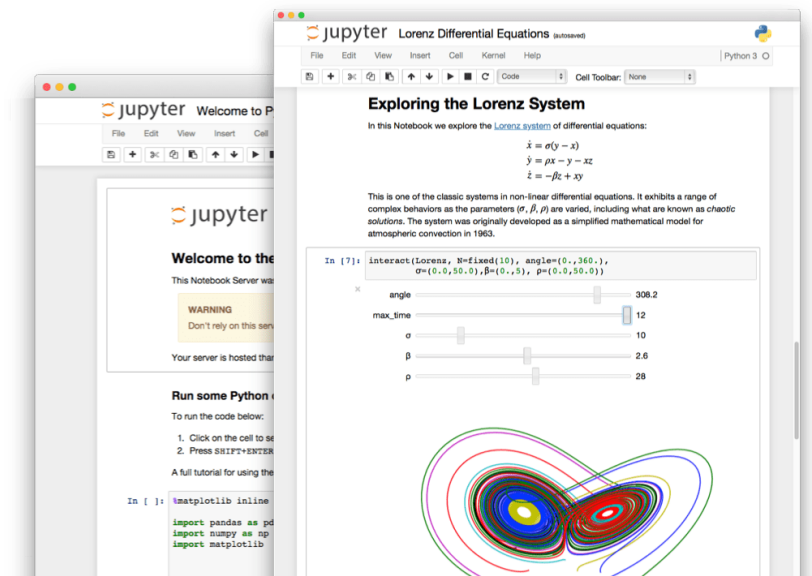 jupyter Lorenz Differential Equations (autosaved)
File Edit View Insert Cell Kernel Help Python 3
Code Cell Toolbar: None
Exploring the Lorenz System
In this Notebook we explore the Lorenz system of differential equations:
ẋ = σ(y − x)
ẏ = ρx − y − xz
ż = −βz + xy
This is one of the classic systems in non-linear differential equations. It exhibits a range of
complex behaviors as the parameters (σ, β, ρ) are varied, including what are known as chaotic
solutions. The system was originally developed as a simplified mathematical model for
atmospheric convection in 1963.
In [7]: interact(Lorenz, N=fixed(10), angle=(0.,360.),
σ=(0.0,50.0),β=(0.,5), ρ=(0.0,50.0))
angle 308.2
max_time 12
σ 10
β 2.6
ρ 28
jupyter Welcome to P
File Edit View Insert Cell
jupyter
Welcome to the
This Notebook Server was
WARNING
Don't rely on this serv
Your server is hosted than
Run some Python
To run the code below:
1. Click on the cell to se
2. Press SHIFT+ENTER
A full tutorial for using the
In [ ]: %matplotlib inline
import pandas as pd
import numpy as np
import matplotlib